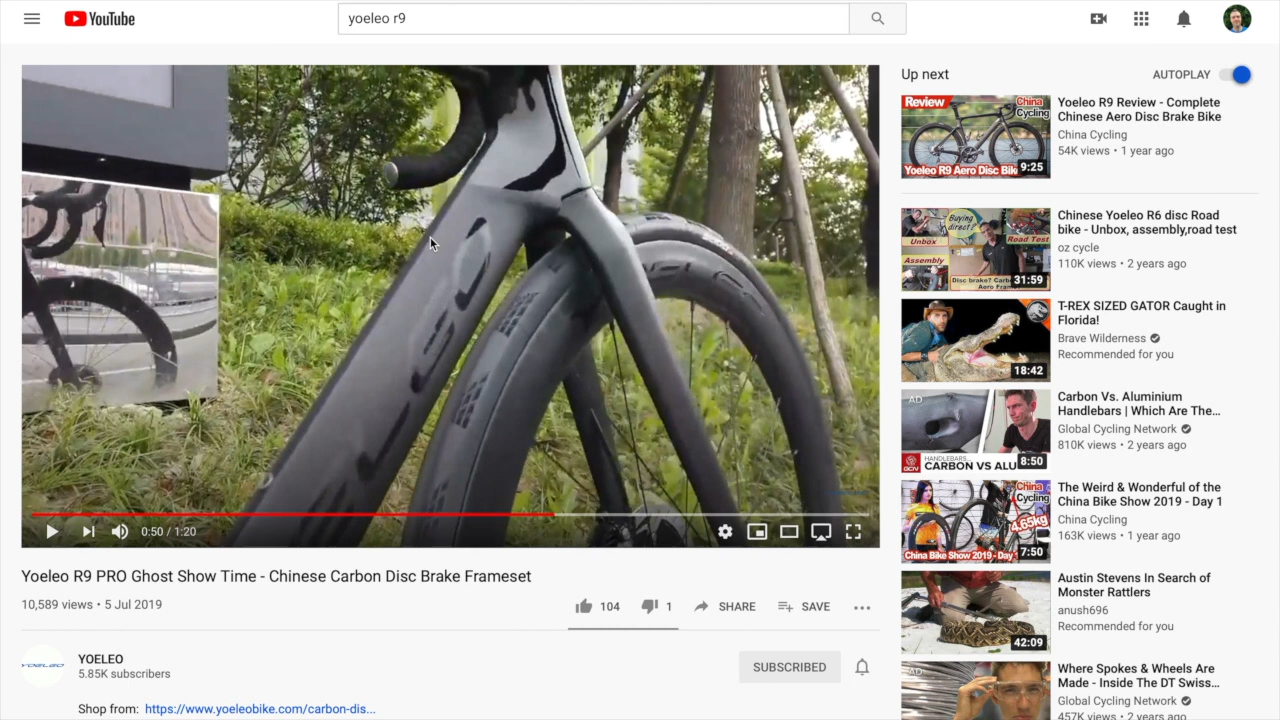 YouTube
yoeleo r9
0:50 / 1:20
Yoeleo R9 PRO Ghost Show Time - Chinese Carbon Disc Brake Frameset
10,589 views • 5 Jul 2019
104
1
SHARE
SAVE
YOELEO
YOELEO
5.85K subscribers
SUBSCRIBED
Shop from: https://www.yoeleobike.com/carbon-dis...
Up next
AUTOPLAY
Review
China
Cycling
Yoeleo R9 Aero Disc Bik
9:25
Yoeleo R9 Review - Complete
Chinese Aero Disc Brake Bike
China Cycling
54K views • 1 year ago
Buying
direct?
Unbox
Road Test
Assembly
Disc brake?
31:59
Chinese Yoeleo R6 disc Road
bike - Unbox, assembly,road test
oz cycle
110K views • 2 years ago
18:42
T-REX SIZED GATOR Caught in
Florida!
Brave Wilderness
Recommended for you
AD
GCN
HANDLEBARS...
CARBON VS ALU
8:50
Carbon Vs. Aluminium
Handlebars | Which Are The...
Global Cycling Network
810K views • 2 years ago
China
Cycling
4.65kg
China Bike Show 2019 - Day
7:50
The Weird & Wonderful of the
China Bike Show 2019 - Day 1
China Cycling
163K views • 1 year ago
42:09
Austin Stevens In Search of
Monster Rattlers
anush696
Recommended for you
AD
Where Spokes & Wheels Are
Made - Inside The DT Swiss...
Global Cycling Network
457K views • 2 years ago